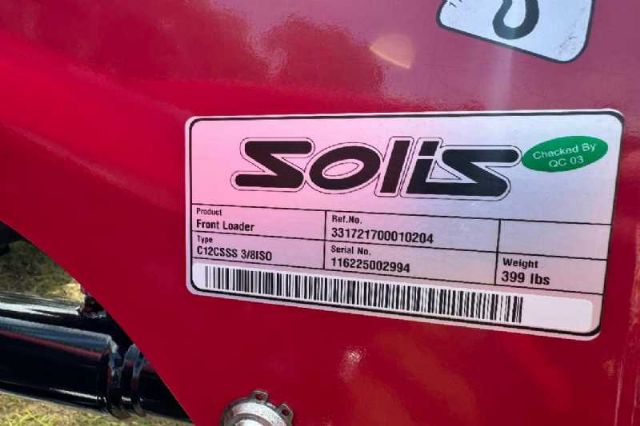 Solis
Checked By
QC 03
Product
Front Loader
Ref.No.
331721700010204
Type
C12CSSS 3/8ISO
Serial No.
116225002994
Weight
399 lbs